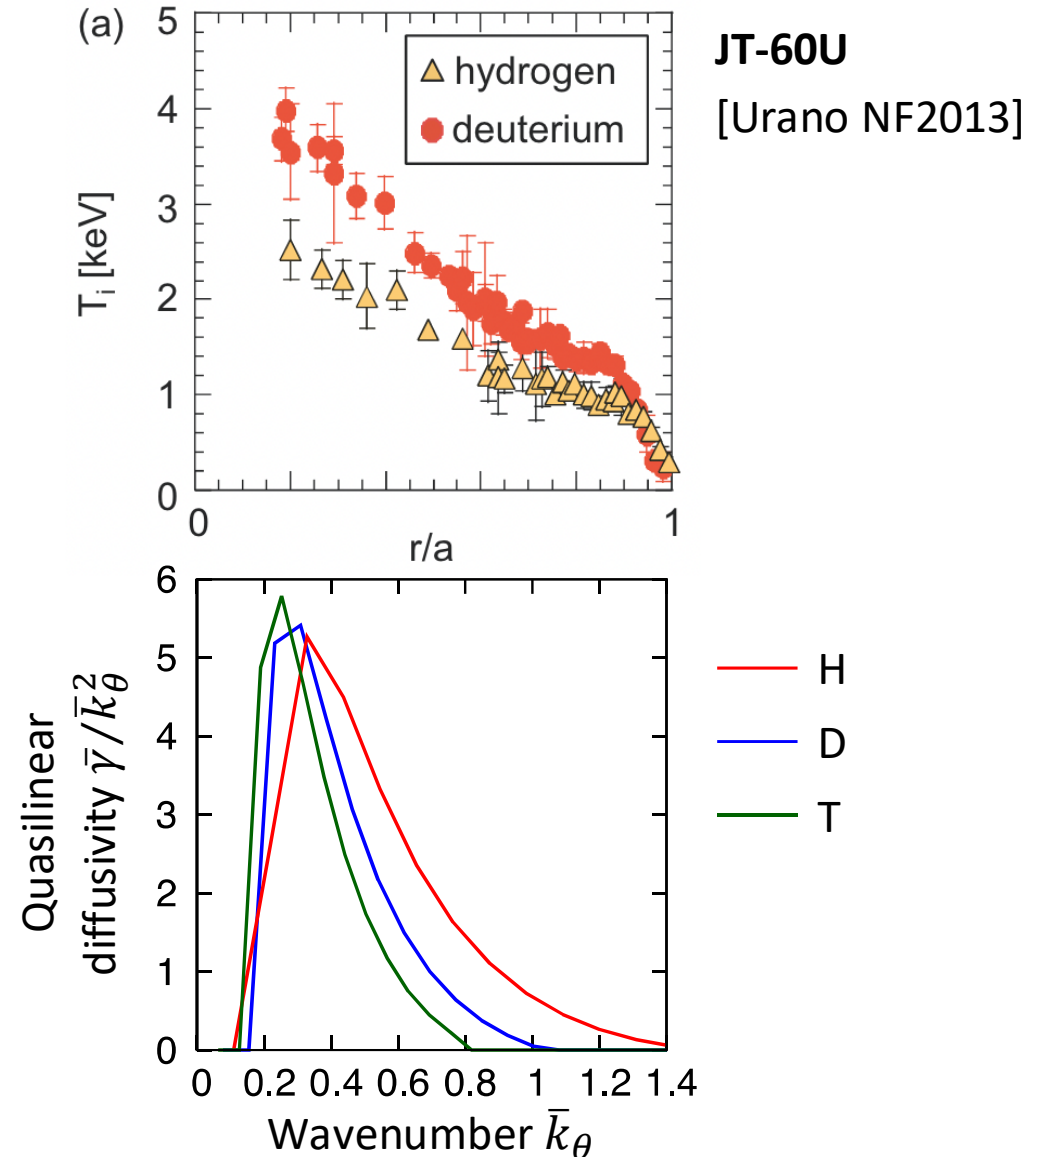 (a)
JT-60U
[Urano NF2013]
hydrogen
deuterium
5
4
3
2
1
0
T_i [keV]
0
1
r/a
6
5
4
3
2
1
0
Quasilinear
diffusivity γ̄/k̄_θ^2
H
D
T
0 0.2 0.4 0.6 0.8 1 1.2 1.4
Wavenumber k̄_θ